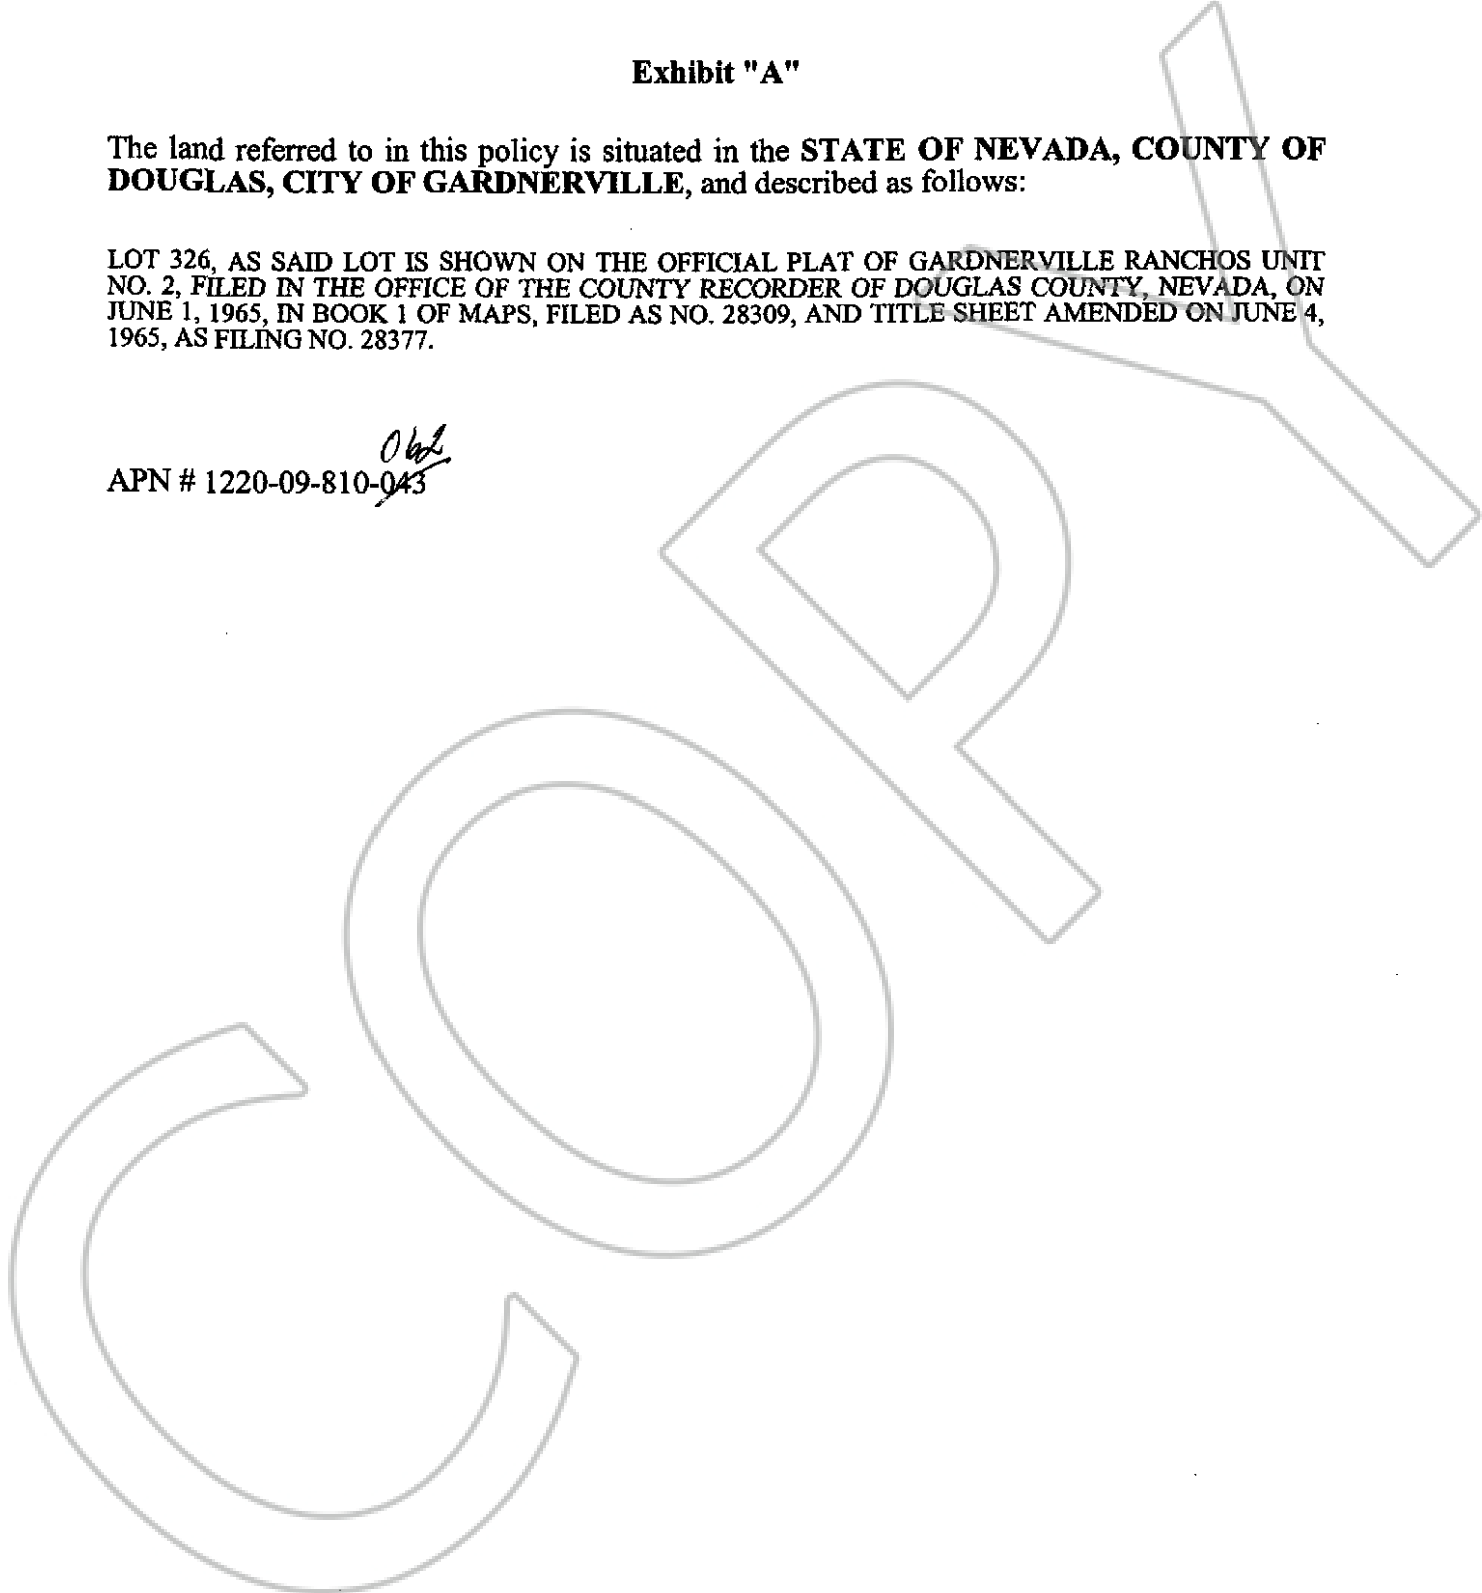 Exhibit "A"
The land referred to in this policy is situated in the STATE OF NEVADA, COUNTY OF
DOUGLAS, CITY OF GARDNERVILLE, and described as follows:
LOT 326, AS SAID LOT IS SHOWN ON THE OFFICIAL PLAT OF GARDNERVILLE RANCHOS UNIT
NO. 2, FILED IN THE OFFICE OF THE COUNTY RECORDER OF DOUGLAS COUNTY, NEVADA, ON
JUNE 1, 1965, IN BOOK 1 OF MAPS, FILED AS NO. 28309, AND TITLE SHEET AMENDED ON JUNE 4,
1965, AS FILING NO. 28377.
062
APN # 1220-09-810-043
COPY